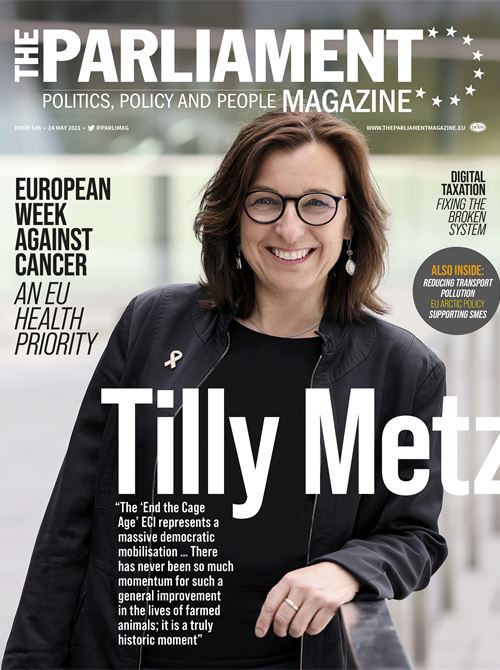 THE PARLIAMENT
POLITICS, POLICY AND PEOPLE MAGAZINE
ISSUE 536 • 24 MAY 2021 • @PARLIMAG
WWW.THEPARLIAMENTMAGAZINE.EU
EUROPEAN
WEEK
AGAINST
CANCER
AN EU
HEALTH
PRIORITY
DIGITAL
TAXATION
FIXING THE
BROKEN
SYSTEM
ALSO INSIDE:
REDUCING TRANSPORT
POLLUTION
EU ARCTIC POLICY
SUPPORTING SMES
Tilly Metz
“The ‘End the Cage
Age’ ECI represents a
massive democratic
mobilisation ... There
has never been so much
momentum for such a
general improvement
in the lives of farmed
animals; it is a truly
historic moment”